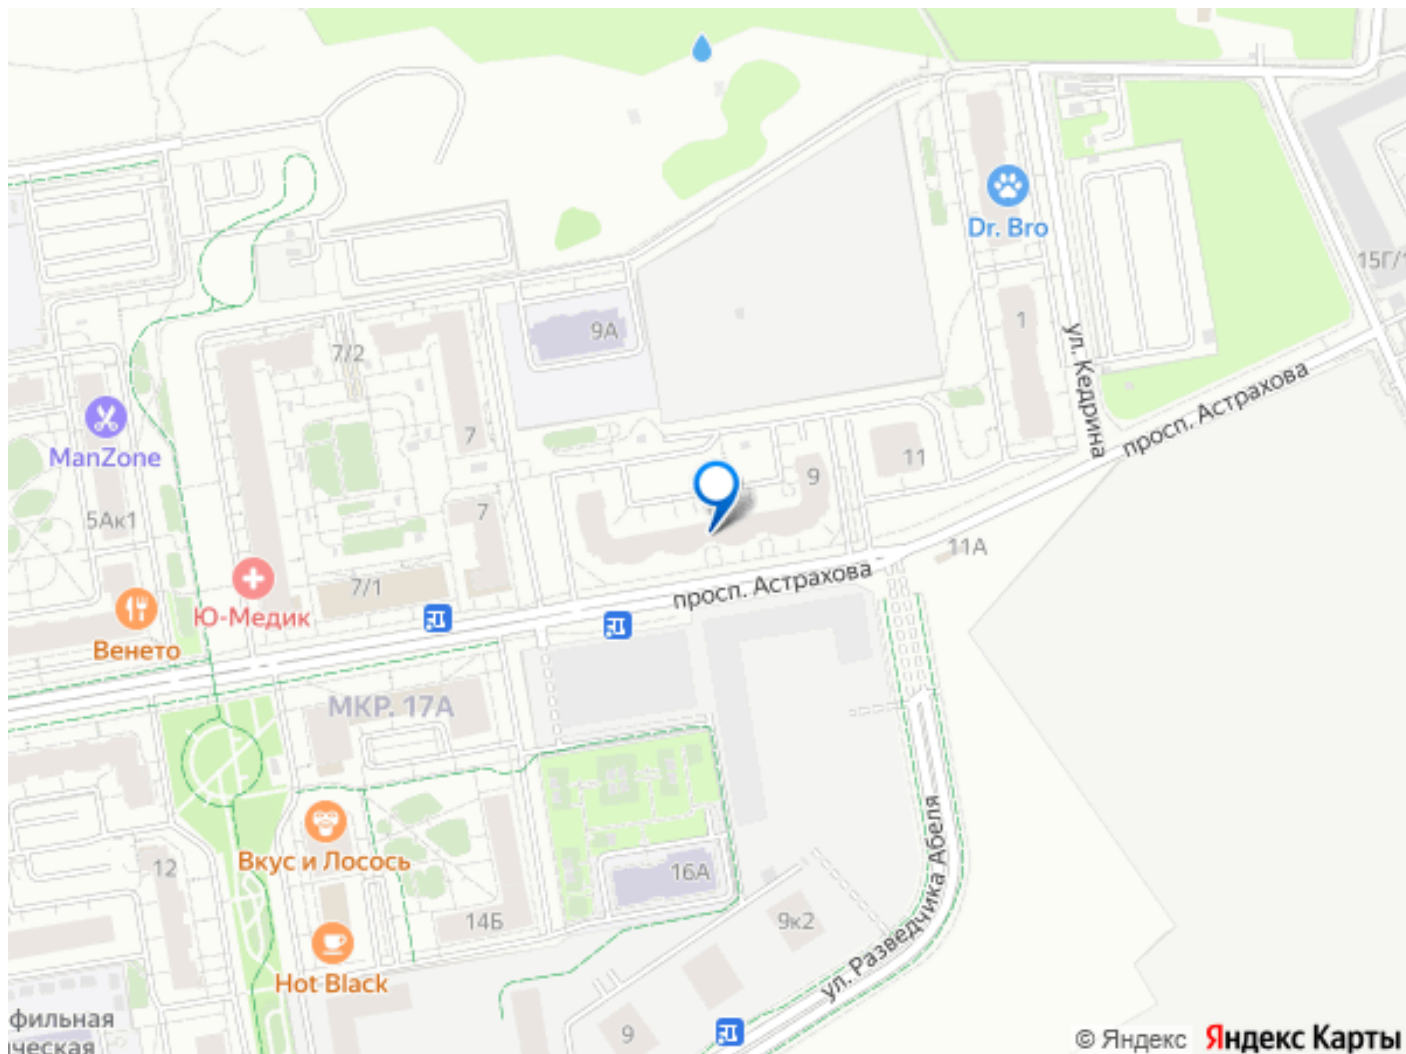 Dr. Bro
15Г/1
9А
1
7/2
ул. Кедрина
просп. Астрахова
7
ManZone
11
9
5Ак1
7
11А
7/1
просп. Астрахова
Ю-Медик
Венето
МКР. 17А
Вкус и Лосось
12
16А
ул. Разведчика Абеля
14Б
9к2
Hot Black
фильная
ическая
9
© Яндекс Яндекс Карты